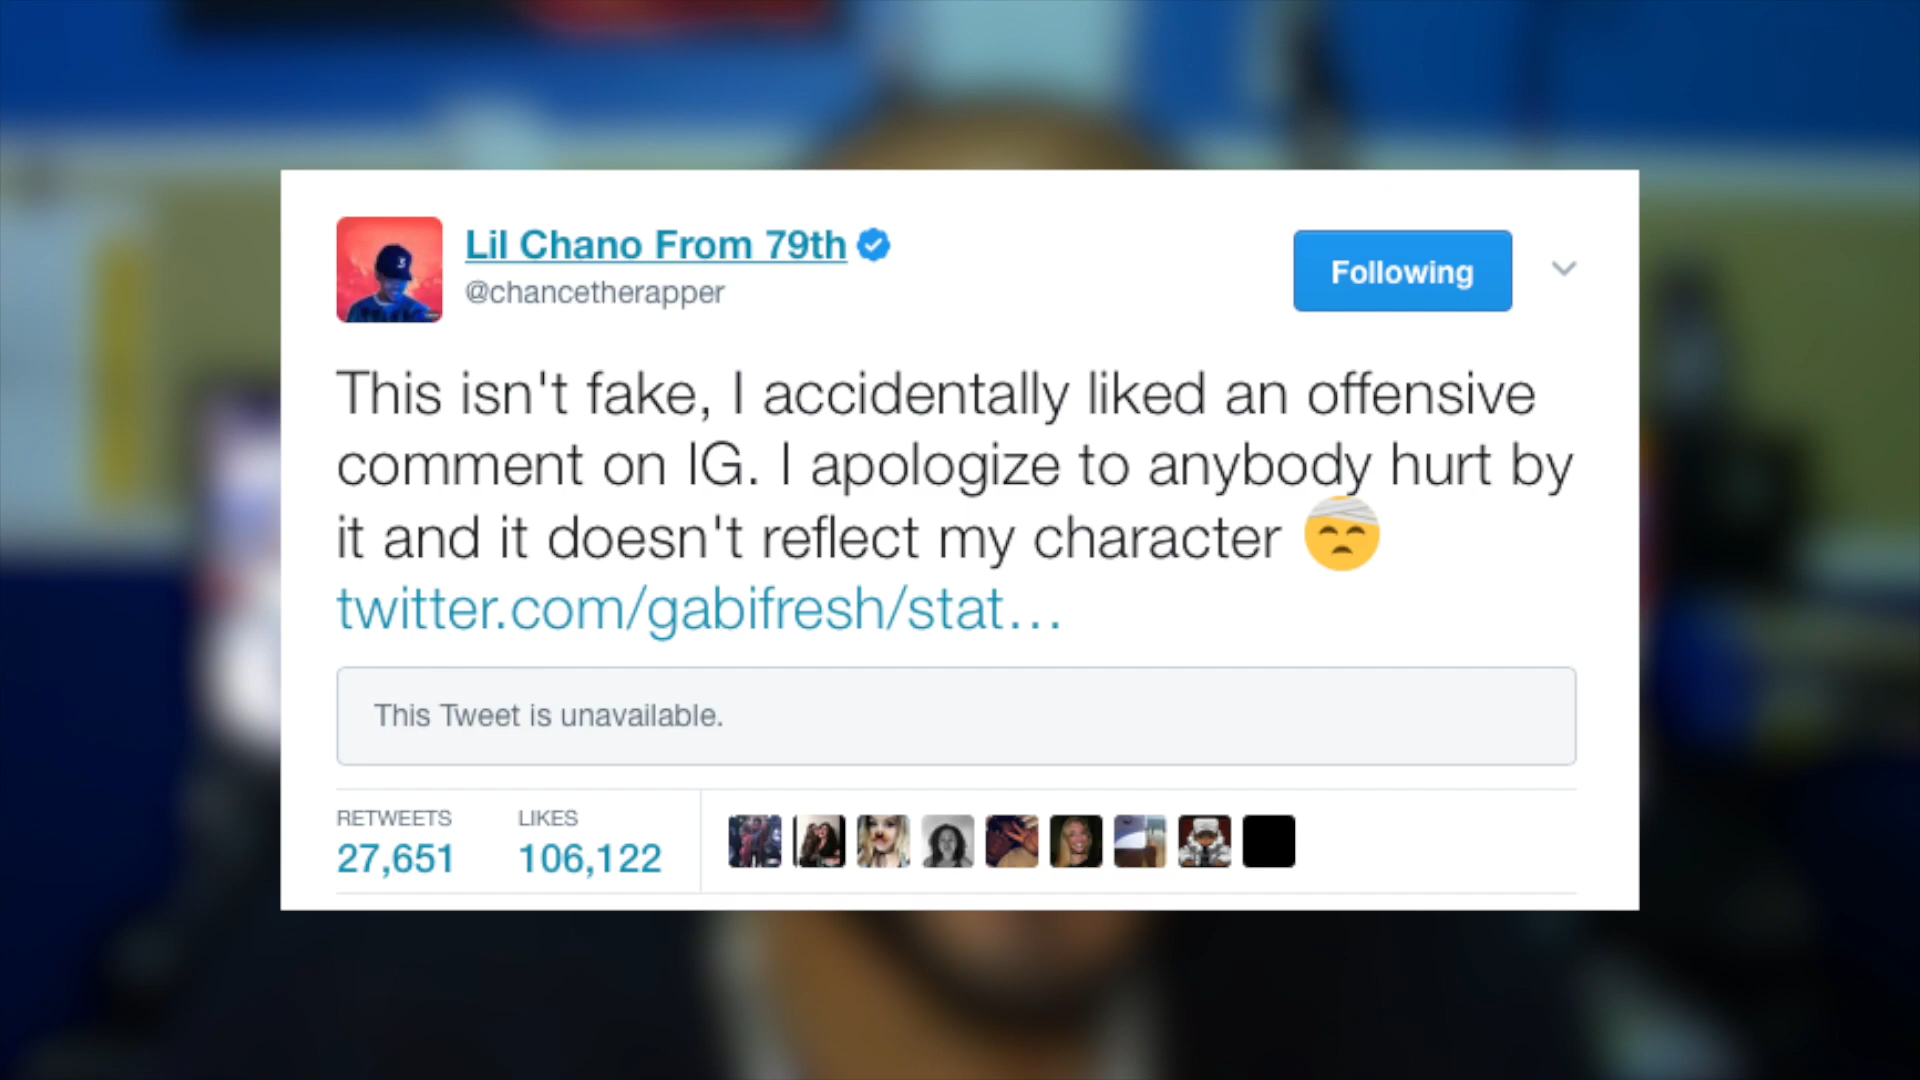 Lil Chano From 79th
@chancetherapper
Following
This isn't fake, I accidentally liked an offensive
comment on IG. I apologize to anybody hurt by
it and it doesn't reflect my character
twitter.com/gabifresh/stat...
This Tweet is unavailable.
RETWEETS LIKES
27,651 106,122